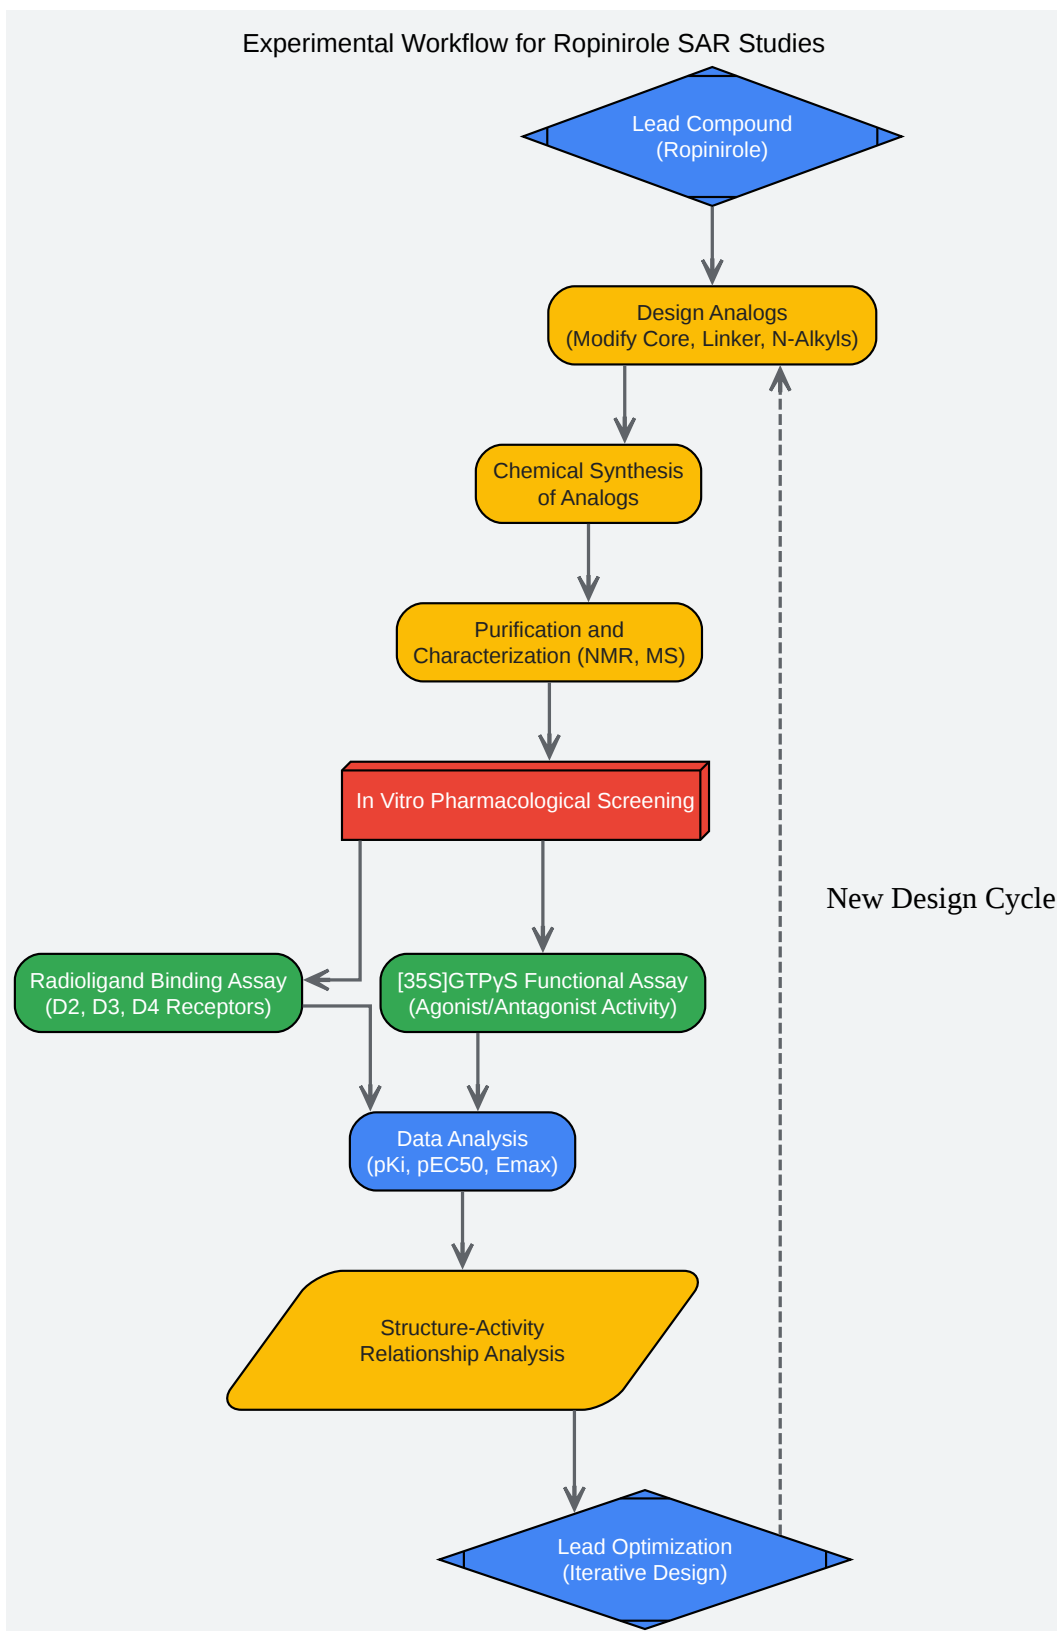 Experimental Workflow for Ropinirole SAR Studies
Lead Compound
(Ropinirole)
Design Analogs
(Modify Core, Linker, N-Alkyls)
Chemical Synthesis
of Analogs
Purification and
Characterization (NMR, MS)
In Vitro Pharmacological Screening
New Design Cycle
Radioligand Binding Assay
(D2, D3, D4 Receptors)
[35S]GTPγS Functional Assay
(Agonist/Antagonist Activity)
Data Analysis
(pKi, pEC50, Emax)
Structure-Activity
Relationship Analysis
Lead Optimization
(Iterative Design)